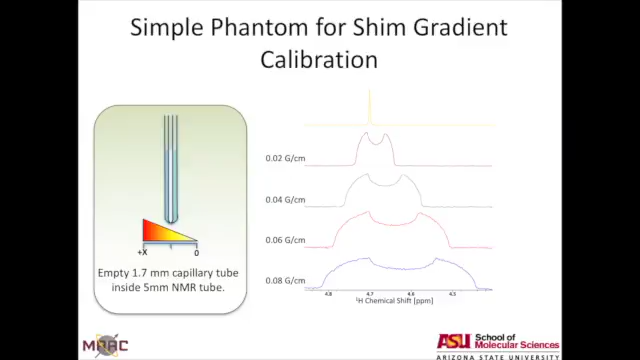 Simple Phantom for Shim Gradient
Calibration
0.02 G/cm
0.04 G/cm
0.06 G/cm
0.08 G/cm
+X
0
Empty 1.7 mm capillary tube
inside 5mm NMR tube.
4.8
4.7
4.6
4.5
¹H Chemical Shift [ppm]
MRRC
ASU School of
Molecular Sciences
ARIZONA STATE UNIVERSITY